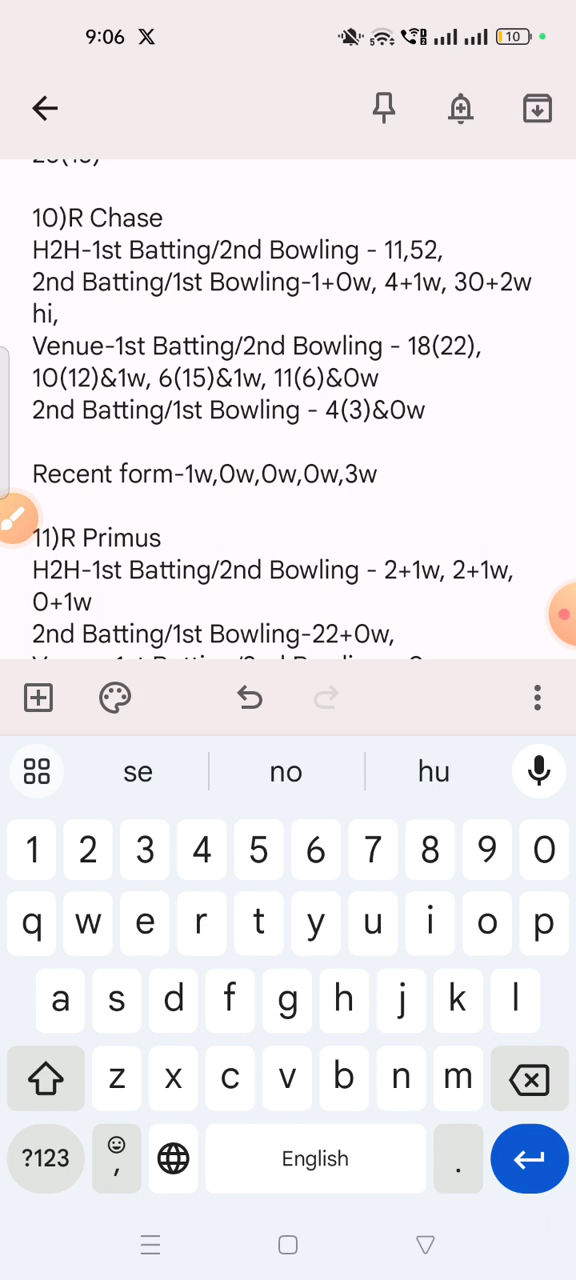 9:06 X 10
10)R Chase
H2H-1st Batting/2nd Bowling - 11,52,
2nd Batting/1st Bowling-1+0w, 4+1w, 30+2w
hi,
Venue-1st Batting/2nd Bowling - 18(22),
10(12)&1w, 6(15)&1w, 11(6)&0w
2nd Batting/1st Bowling - 4(3)&0w
Recent form-1w,0w,0w,0w,3w
11)R Primus
H2H-1st Batting/2nd Bowling - 2+1w, 2+1w,
0+1w
2nd Batting/1st Bowling-22+0w,
se no hu
1 2 3 4 5 6 7 8 9 0
q w e r t y u i o p
a s d f g h j k l
z x c v b n m
?123 , English .